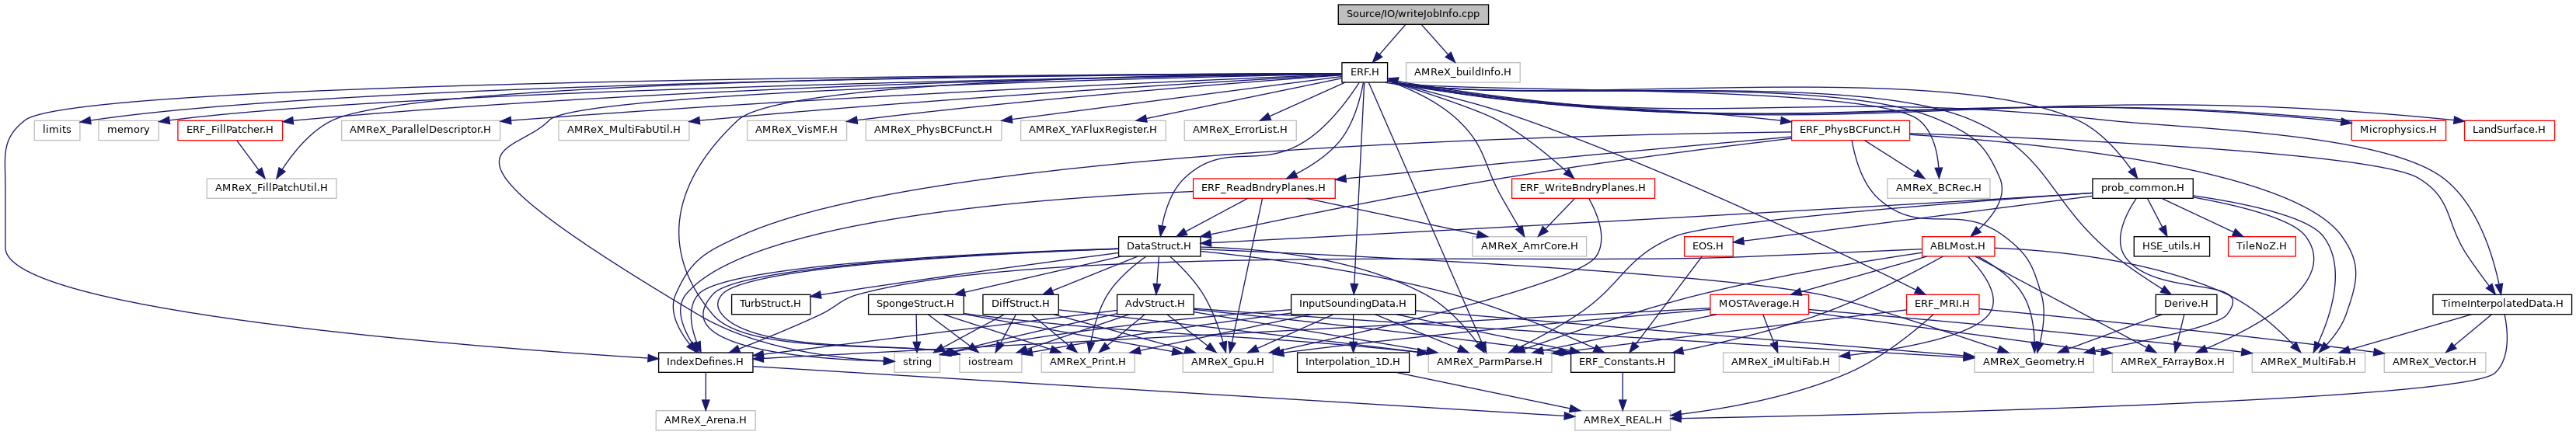 Source/IO/writeJobInfo.cpp
ERF.H
AMReX_buildInfo.H
limits
memory
ERF_FillPatcher.H
AMReX_ParallelDescriptor.H
AMReX_MultiFabUtil.H
AMReX_VisMF.H
AMReX_PhysBCFunct.H
AMReX_YAFluxRegister.H
AMReX_ErrorList.H
ERF_PhysBCFunct.H
Microphysics.H
LandSurface.H
AMReX_FillPatchUtil.H
ERF_ReadBndryPlanes.H
ERF_WriteBndryPlanes.H
AMReX_BCRec.H
prob_common.H
DataStruct.H
AMReX_AmrCore.H
EOS.H
ABLMost.H
HSE_utils.H
TileNoZ.H
TurbStruct.H
SpongeStruct.H
DiffStruct.H
AdvStruct.H
InputSoundingData.H
MOSTAverage.H
ERF_MRI.H
Derive.H
TimeInterpolatedData.H
IndexDefines.H
string
iostream
AMReX_Print.H
AMReX_Gpu.H
Interpolation_1D.H
AMReX_ParmParse.H
ERF_Constants.H
AMReX_iMultiFab.H
AMReX_Geometry.H
AMReX_FArrayBox.H
AMReX_MultiFab.H
AMReX_Vector.H
AMReX_Arena.H
AMReX_REAL.H